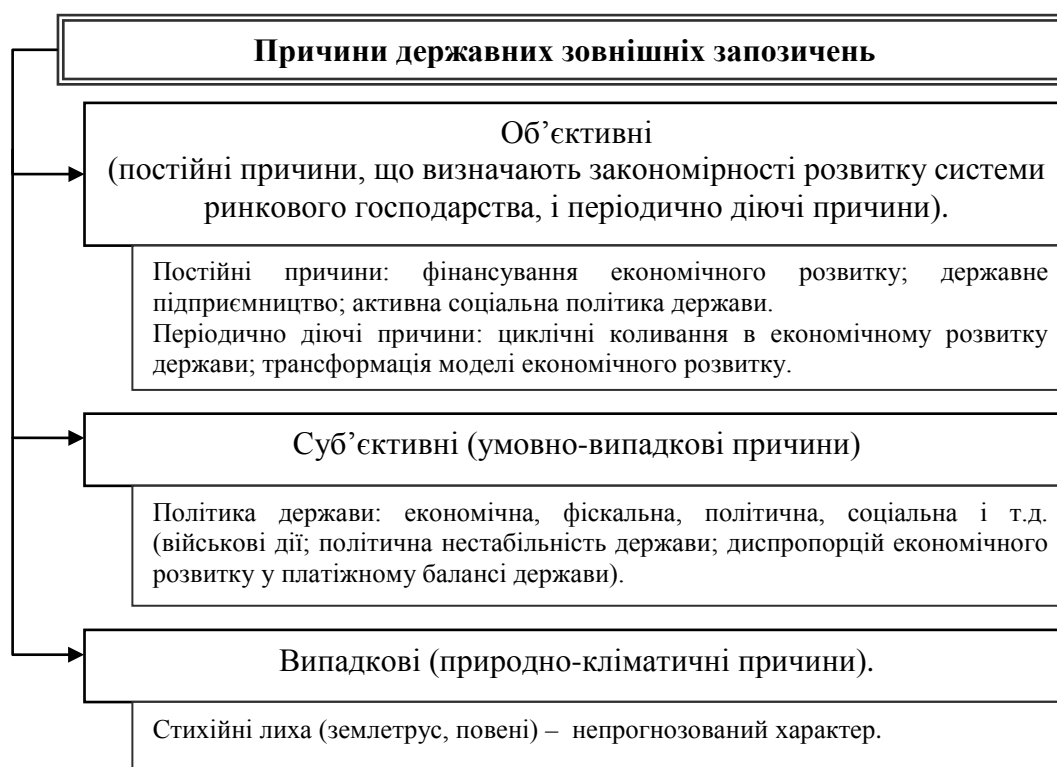 Причини державних зовнішніх запозичень
Об’єктивні
(постійні причини, що визначають закономірності розвитку системи
ринкового господарства, і періодично діючі причини).
Постійні причини: фінансування економічного розвитку; державне
підприємництво; активна соціальна політика держави.
Періодично діючі причини: циклічні коливання в економічному розвитку
держави; трансформація моделі економічного розвитку.
Суб’єктивні (умовно-випадкові причини)
Політика держави: економічна, фіскальна, політична, соціальна і т.д.
(військові дії; політична нестабільність держави; диспропорцій економічного
розвитку у платіжному балансі держави).
Випадкові (природно-кліматичні причини).
Стихійні лиха (землетрус, повені) – непрогнозований характер.